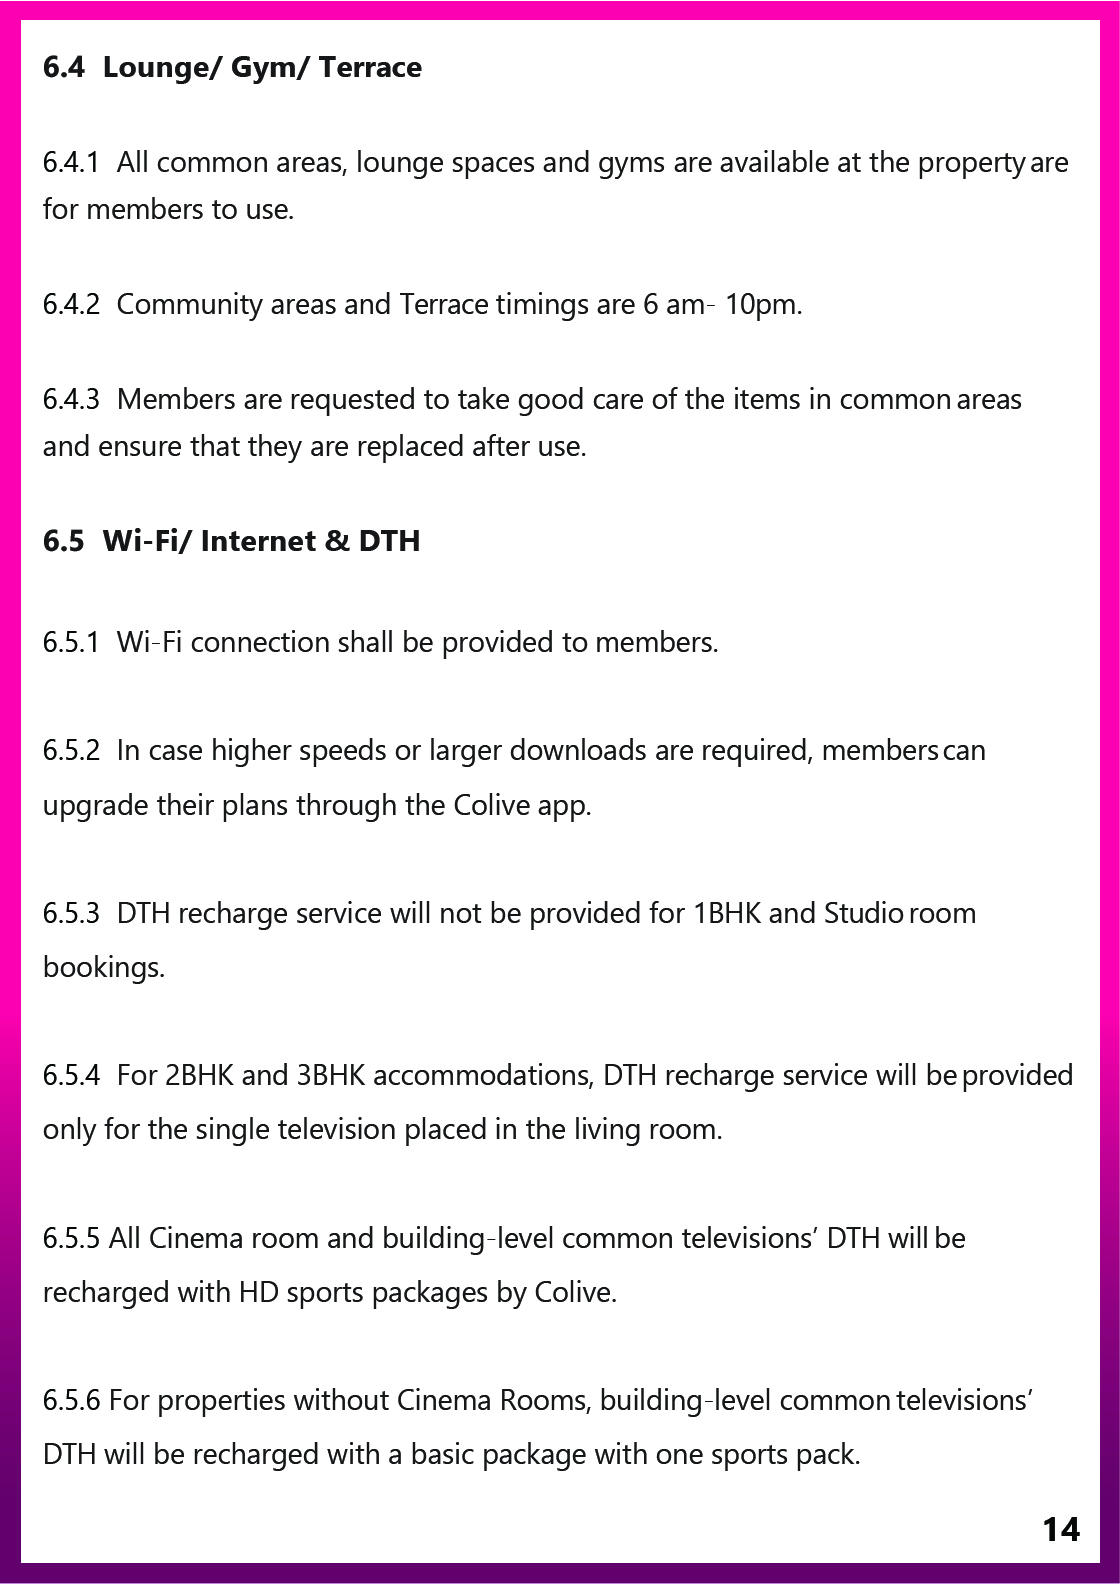 6.4 Lounge/ Gym/ Terrace
6.4.1 All common areas, lounge spaces and gyms are available at the property are
for members to use.
6.4.2 Community areas and Terrace timings are 6 am- 10pm.
6.4.3 Members are requested to take good care of the items in common areas
and ensure that they are replaced after use.
6.5 Wi-Fi/ Internet & DTH
6.5.1 Wi-Fi connection shall be provided to members.
6.5.2 In case higher speeds or larger downloads are required, members can
upgrade their plans through the Colive app.
6.5.3 DTH recharge service will not be provided for 1BHK and Studio room
bookings.
6.5.4 For 2BHK and 3BHK accommodations, DTH recharge service will be provided
only for the single television placed in the living room.
6.5.5 All Cinema room and building-level common televisions’ DTH will be
recharged with HD sports packages by Colive.
6.5.6 For properties without Cinema Rooms, building-level common televisions’
DTH will be recharged with a basic package with one sports pack.
14